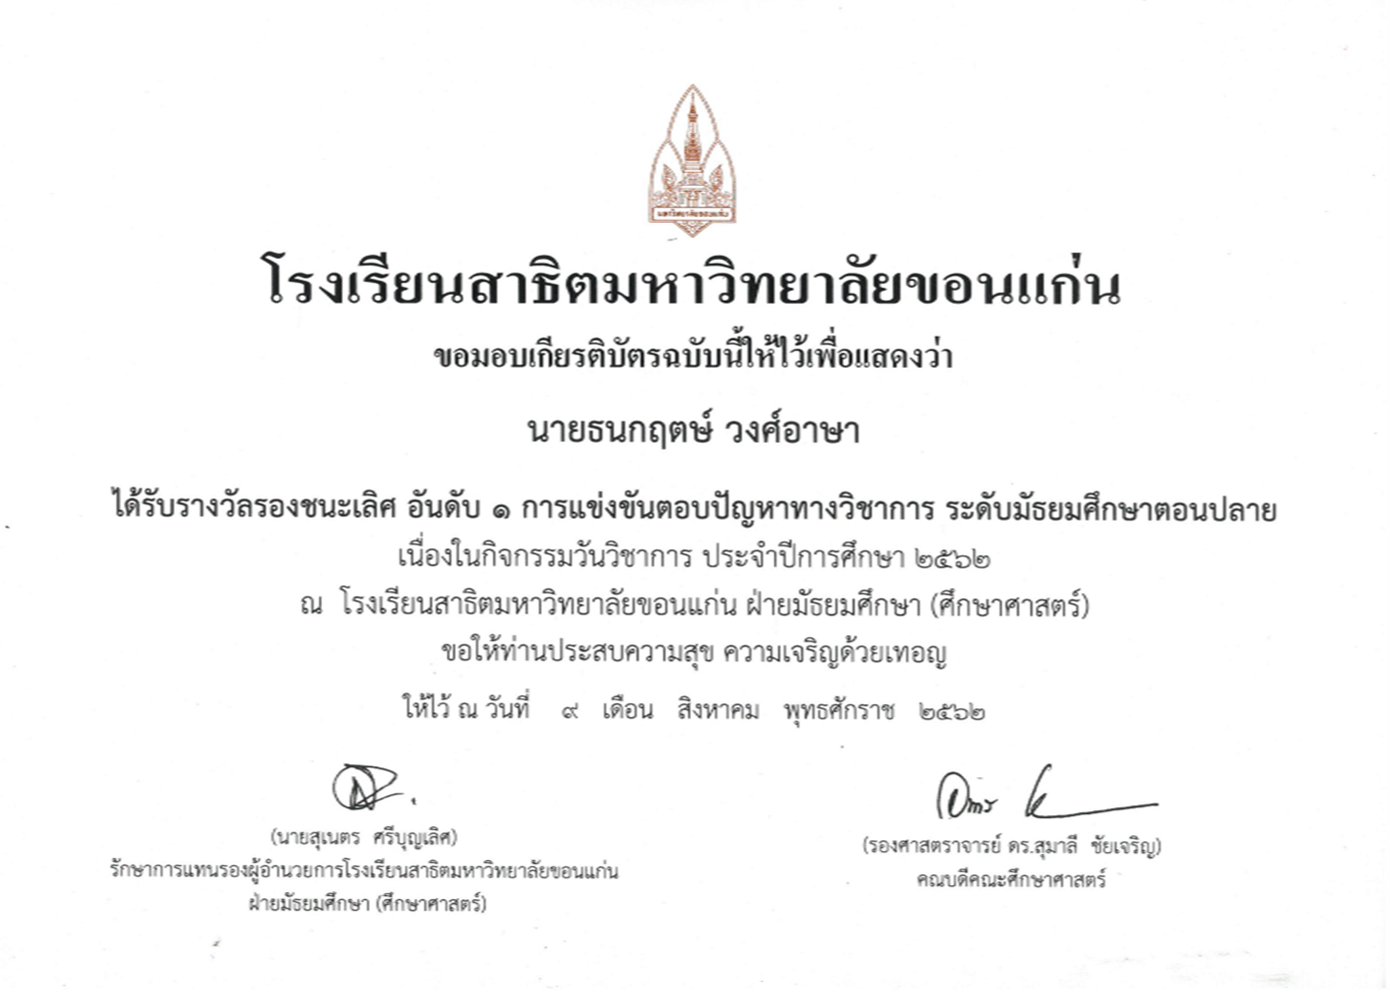 มหาวิทยาลัยขอนแก่น
โรงเรียนสาธิตมหาวิทยาลัยขอนแก่น
ขอมอบเกียรติบัตรฉบับนี้ให้ไว้เพื่อแสดงว่า
นายธนกฤตษ์ วงศ์อาษา
ได้รับรางวัลรองชนะเลิศ อันดับ ๑ การแข่งขันตอบปัญหาทางวิชาการ ระดับมัธยมศึกษาตอนปลาย
เนื่องในกิจกรรมวันวิชาการ ประจำปีการศึกษา ๒๕๖๒
ณ โรงเรียนสาธิตมหาวิทยาลัยขอนแก่น ฝ่ายมัธยมศึกษา (ศึกษาศาสตร์)
ขอให้ท่านประสบความสุข ความเจริญด้วยเทอญ
ให้ไว้ ณ วันที่ ๙ เดือน สิงหาคม พุทธศักราช ๒๕๖๒
(นายสุเนตร ศรีบุญเลิศ)
รักษาการแทนรองผู้อำนวยการโรงเรียนสาธิตมหาวิทยาลัยขอนแก่น
ฝ่ายมัธยมศึกษา (ศึกษาศาสตร์)
(รองศาสตราจารย์ ดร.สุมาลี ชัยเจริญ)
คณบดีคณะศึกษาศาสตร์